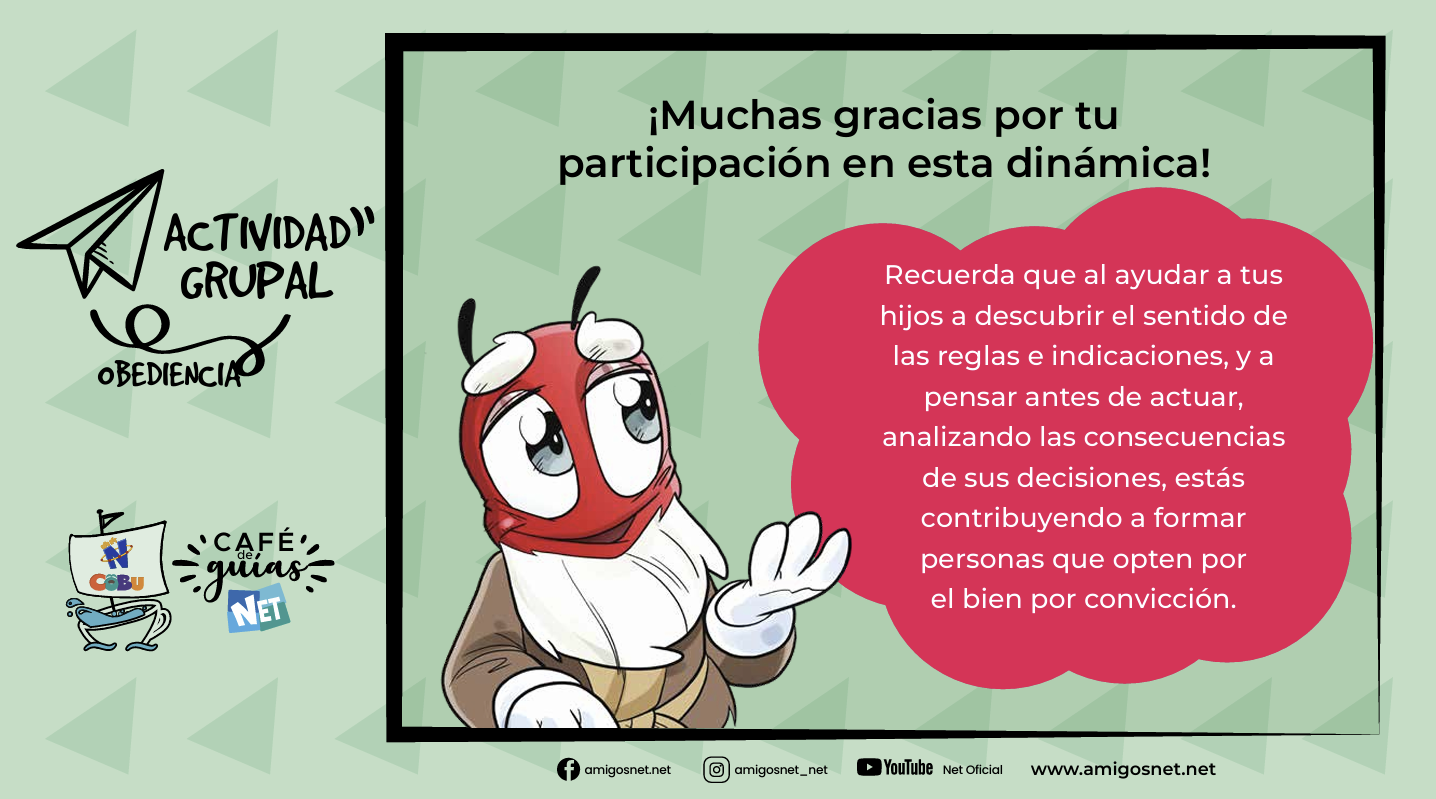 ACTIVIDAD
GRUPAL
OBEDIENCIA
N
COBU
CAFÉ
de
guías
NET
¡Muchas gracias por tu
participación en esta dinámica!
Recuerda que al ayudar a tus
hijos a descubrir el sentido de
las reglas e indicaciones, y a
pensar antes de actuar,
analizando las consecuencias
de sus decisiones, estás
contribuyendo a formar
personas que opten por
el bien por convicción.
amigosnet.net
amigosnet_net
YouTube Net Oficial
www.amigosnet.net